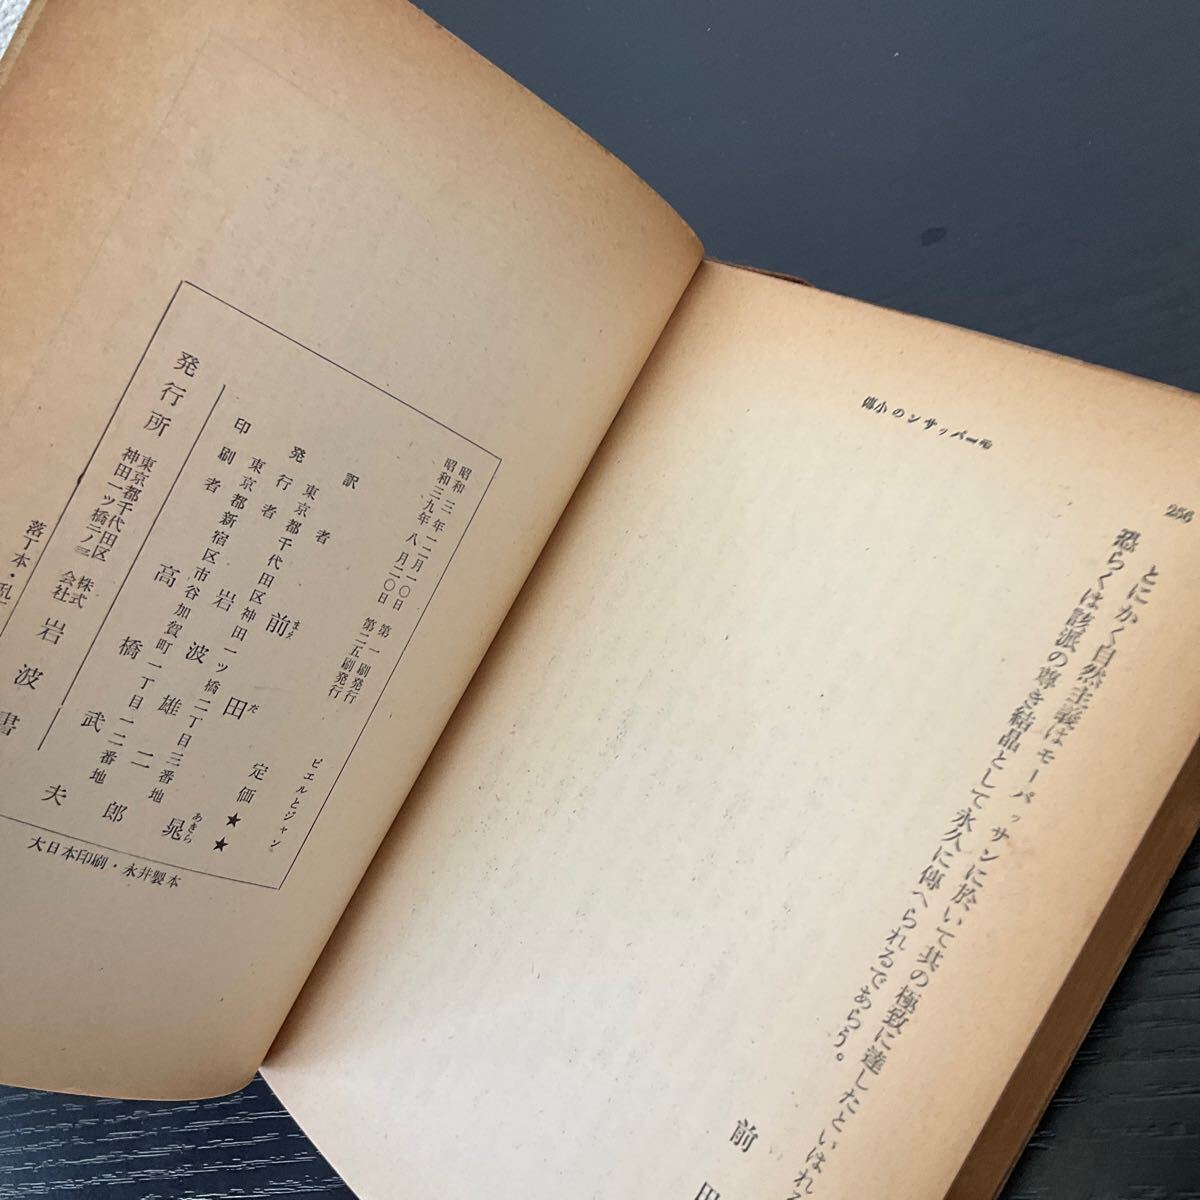 256
モーパッサンの小傳
とにかく自然主義はモーパッサンに於いて其の極致に達したといはれる
恐らくは該派の尊き結晶として永久に傳へられるであらう。
前田
ピエルとジャン
定価★★
昭和三年一一月一〇日 第一刷発行
昭和三九年八月二〇日 第二五刷発行
訳者 前田晁
まえ だ あきら
東京都千代田区神田一ツ橋二丁目三番地
発行者 岩波雄二郎
東京都新宿区市谷加賀町一丁目一二番地
印刷者 高橋武夫
発行所 東京都千代田区
神田一ツ橋二ノ三
株式
会社 岩波書
大日本印刷・永井製本
落丁本・乱